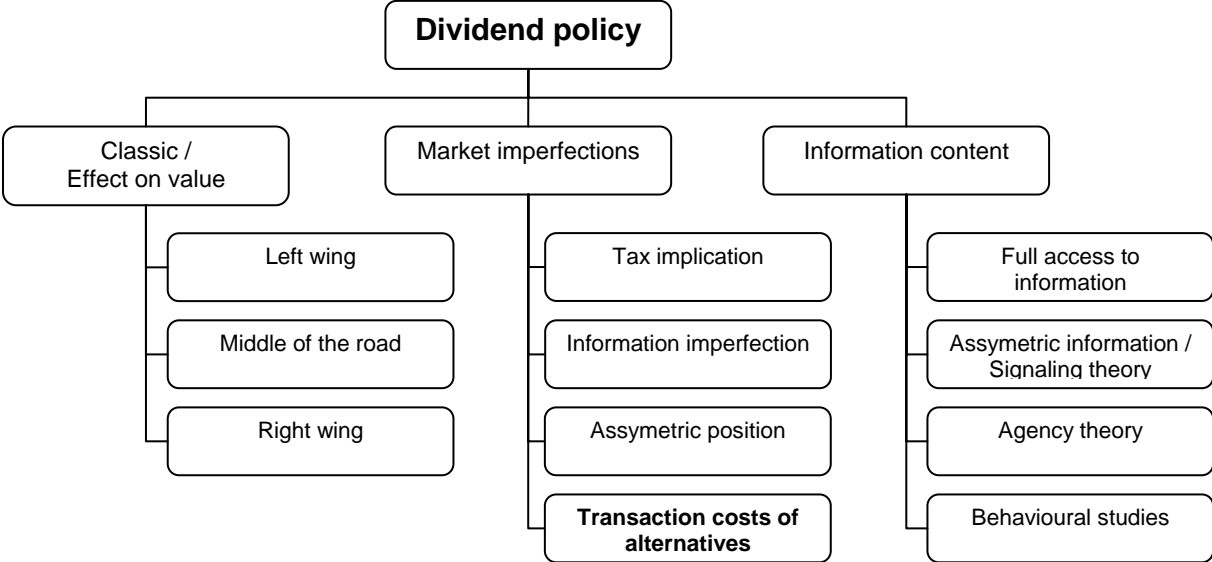 Dividend policy
Classic /
Effect on value
Market imperfections
Information content
Left wing
Middle of the road
Right wing
Tax implication
Information imperfection
Assymetric position
Transaction costs of
alternatives
Full access to
information
Assymetric information /
Signaling theory
Agency theory
Behavioural studies